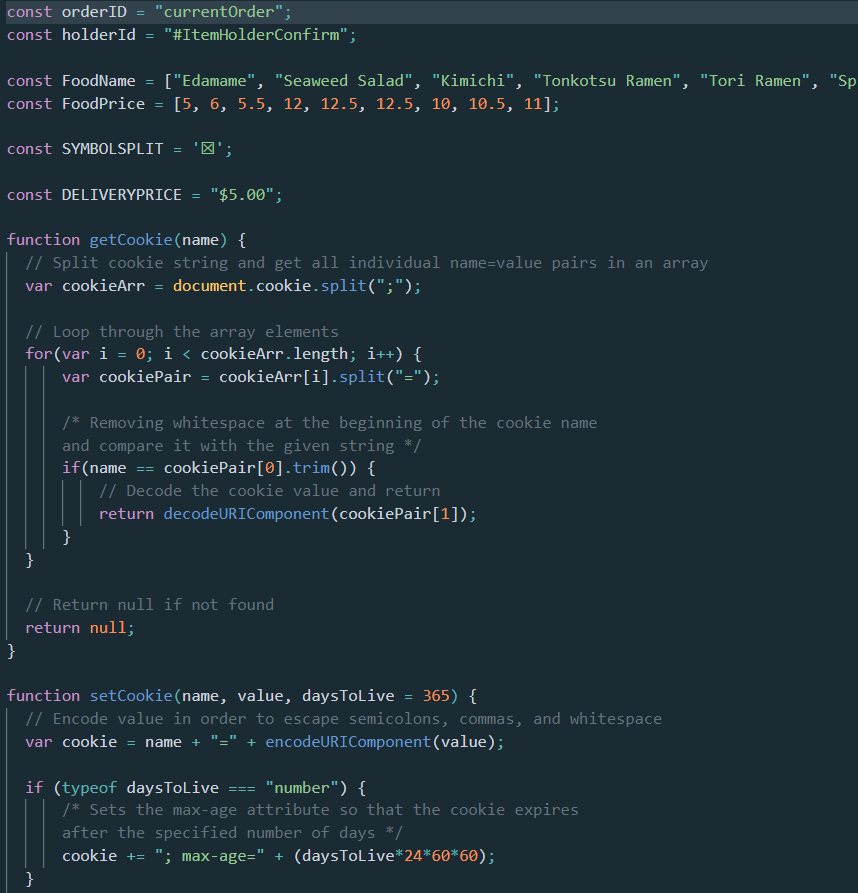 const orderID = "currentOrder";
const holderId = "#ItemHolderConfirm";
const FoodName = ["Edamame", "Seaweed Salad", "Kimichi", "Tonkotsu Ramen", "Tori Ramen", "Sp
const FoodPrice = [5, 6, 5.5, 12, 12.5, 12.5, 10, 10.5, 11];
const SYMBOLSPLIT = '☒';
const DELIVERYPRICE = "$5.00";
function getCookie(name) {
// Split cookie string and get all individual name=value pairs in an array
var cookieArr = document.cookie.split(";");
// Loop through the array elements
for(var i = 0; i < cookieArr.length; i++) {
var cookiePair = cookieArr[i].split("=");
/* Removing whitespace at the beginning of the cookie name
and compare it with the given string */
if(name == cookiePair[0].trim()) {
// Decode the cookie value and return
return decodeURIComponent(cookiePair[1]);
}
}
// Return null if not found
return null;
}
function setCookie(name, value, daysToLive = 365) {
// Encode value in order to escape semicolons, commas, and whitespace
var cookie = name + "=" + encodeURIComponent(value);
if (typeof daysToLive === "number") {
/* Sets the max-age attribute so that the cookie expires
after the specified number of days */
cookie += "; max-age=" + (daysToLive*24*60*60);
}